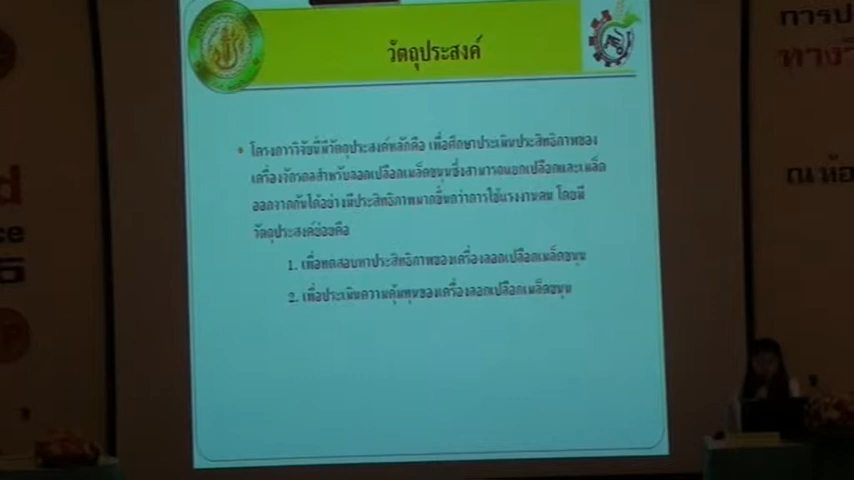 วัตถุประสงค์
โครงการวิจัยนี้มีวัตถุประสงค์หลักคือ เพื่อศึกษาประเมินประสิทธิภาพของ
เครื่องจักรกลสำหรับลอกเปลือกเมล็ดขนุนซึ่งสามารถแยกเปลือกและเมล็ด
ออกจากกันได้อย่างมีประสิทธิภาพมากขึ้นกว่าการใช้แรงงานคน โดยมี
วัตถุประสงค์ย่อยคือ
1. เพื่อทดสอบหาประสิทธิภาพของเครื่องลอกเปลือกเมล็ดขนุน
2. เพื่อประเมินความคุ้มทุนของเครื่องลอกเปลือกเมล็ดขนุน
การป
ทางวิ
ณ ห้อ
d
ce